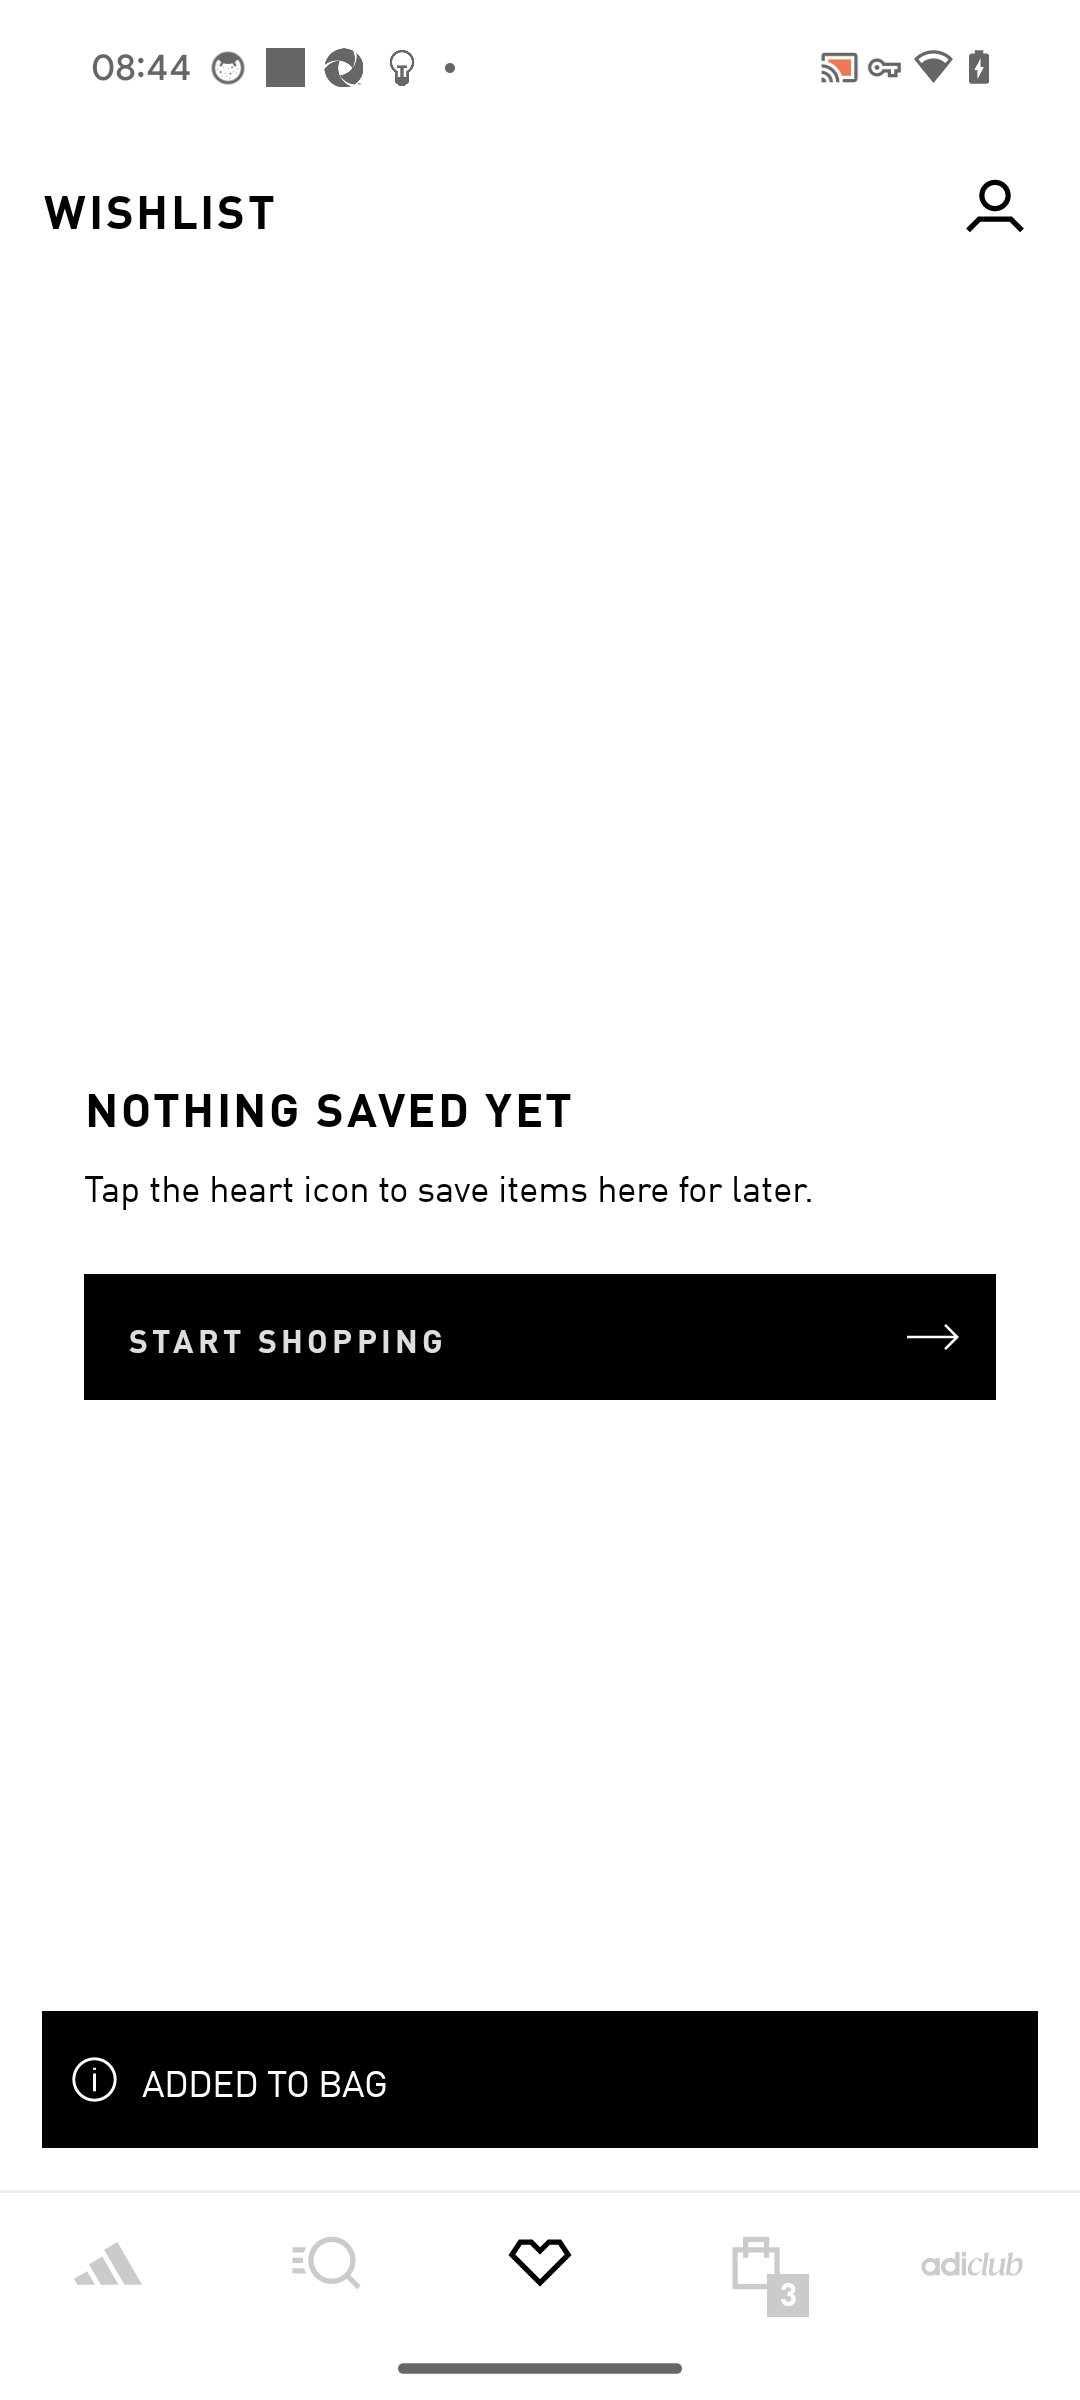 08:44
WISHLIST
NOTHING SAVED YET
Tap the heart icon to save items here for later.
START SHOPPING
ADDED TO BAG
3
adiclub